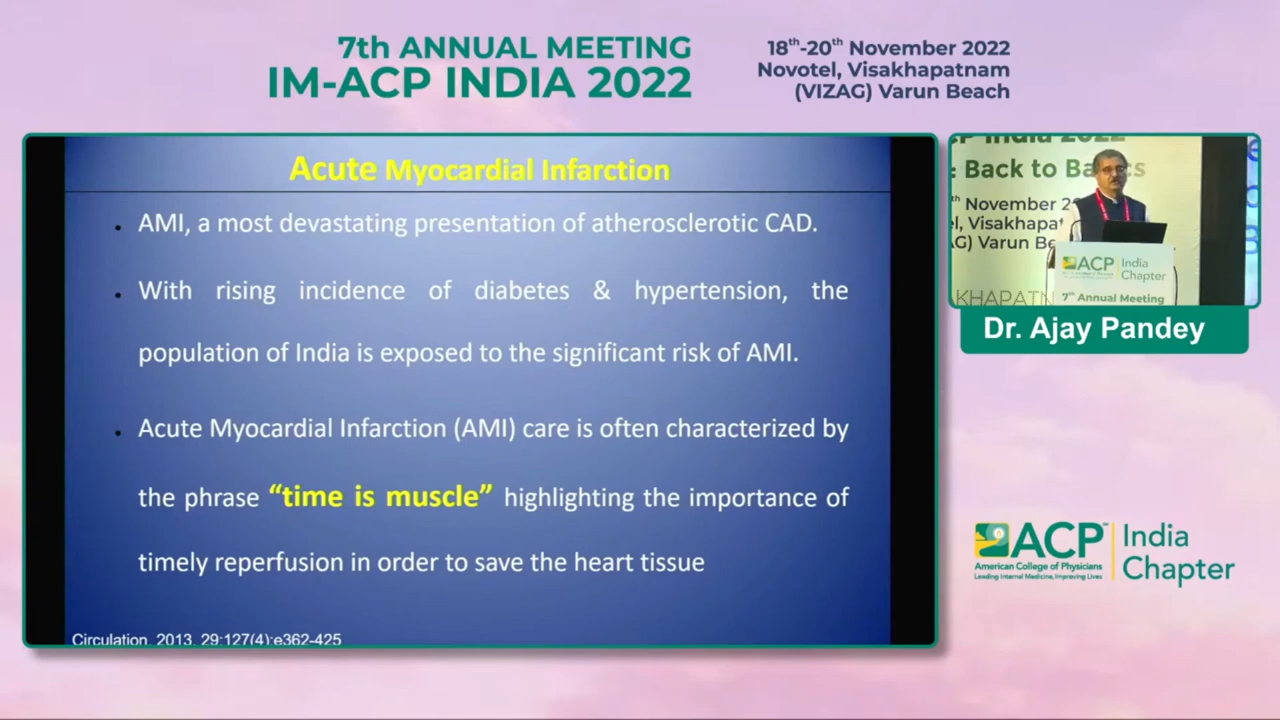 7th ANNUAL MEETING
IM-ACP INDIA 2022
18th-20th November 2022
Novotel, Visakhapatnam
(VIZAG) Varun Beach
Acute Myocardial Infarction
• AMI, a most devastating presentation of atherosclerotic CAD.
• With rising incidence of diabetes & hypertension, the
population of India is exposed to the significant risk of AMI.
• Acute Myocardial Infarction (AMI) care is often characterized by
the phrase “time is muscle” highlighting the importance of
timely reperfusion in order to save the heart tissue
Circulation. 2013. 29:127(4):e362-425
India 2022
: Back to Basics
November
Visakhapat
Varun Be
ACP India
Chapter
7th Annual Meeting
KHAPATN
Dr. Ajay Pandey
ACP
American College of Physicians
Leading Internal Medicine, Improving Lives
India
Chapter